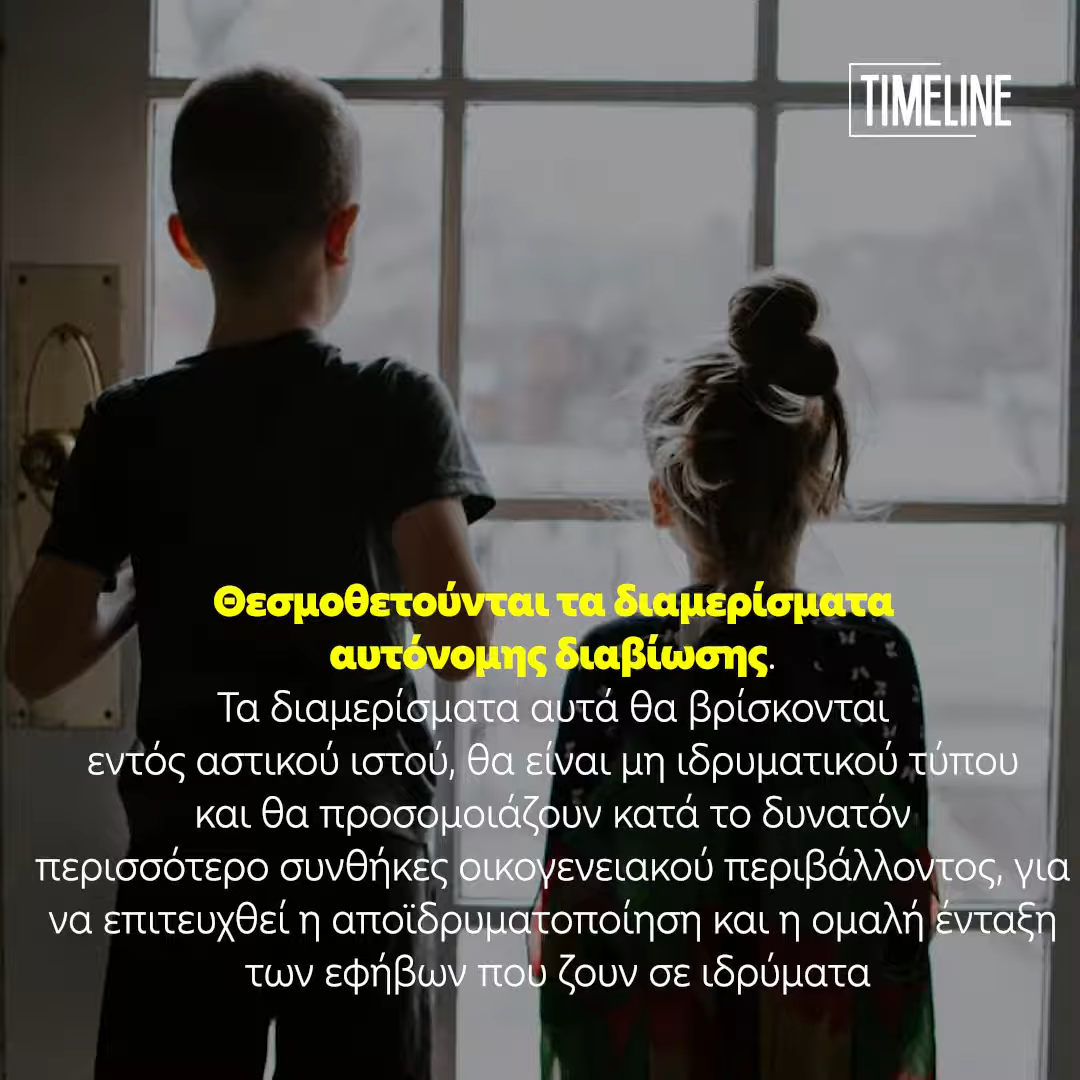 TIMELINE
Θεσμοθετούνται τα διαμερίσματα
αυτόνομης διαβίωσης.
Τα διαμερίσματα αυτά θα βρίσκονται
εντός αστικού ιστού, θα είναι μη ιδρυματικού τύπου
και θα προσομοιάζουν κατά το δυνατόν
περισσότερο συνθήκες οικογενειακού περιβάλλοντος, για
να επιτευχθεί η αποϊδρυματοποίηση και η ομαλή ένταξη
των εφήβων που ζουν σε ιδρύματα